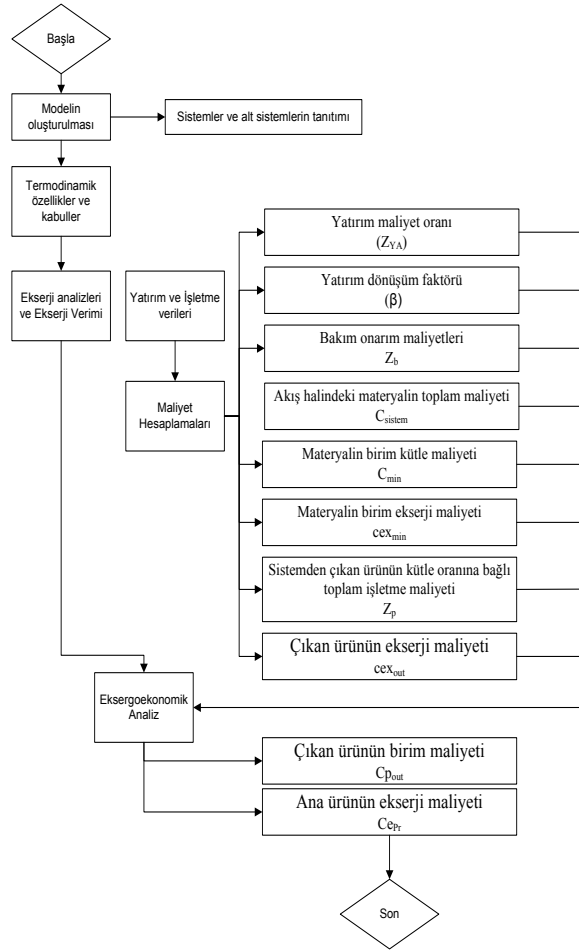 Başla
Modelin
oluşturulması
Sistemler ve alt sistemlerin tanıtımı
Termodinamik
özellikler ve
kabuller
Ekserji analizleri
ve Ekserji Verimi
Yatırım ve İşletme
verileri
Maliyet
Hesaplamaları
Yatırım maliyet oranı
(Z_YA)
Yatırım dönüşüm faktörü
(β)
Bakım onarım maliyetleri
Z_b
Akış halindeki materyalin toplam maliyeti
C_sistem
Materyalin birim kütle maliyeti
C_min
Materyalin birim ekserji maliyeti
cex_min
Sistemden çıkan ürünün kütle oranına bağlı
toplam işletme maliyeti
Z_p
Çıkan ürünün ekserji maliyeti
cex_out
Eksergoekonomik
Analiz
Çıkan ürünün birim maliyeti
Cp_out
Ana ürünün ekserji maliyeti
Ce_Pr
Son